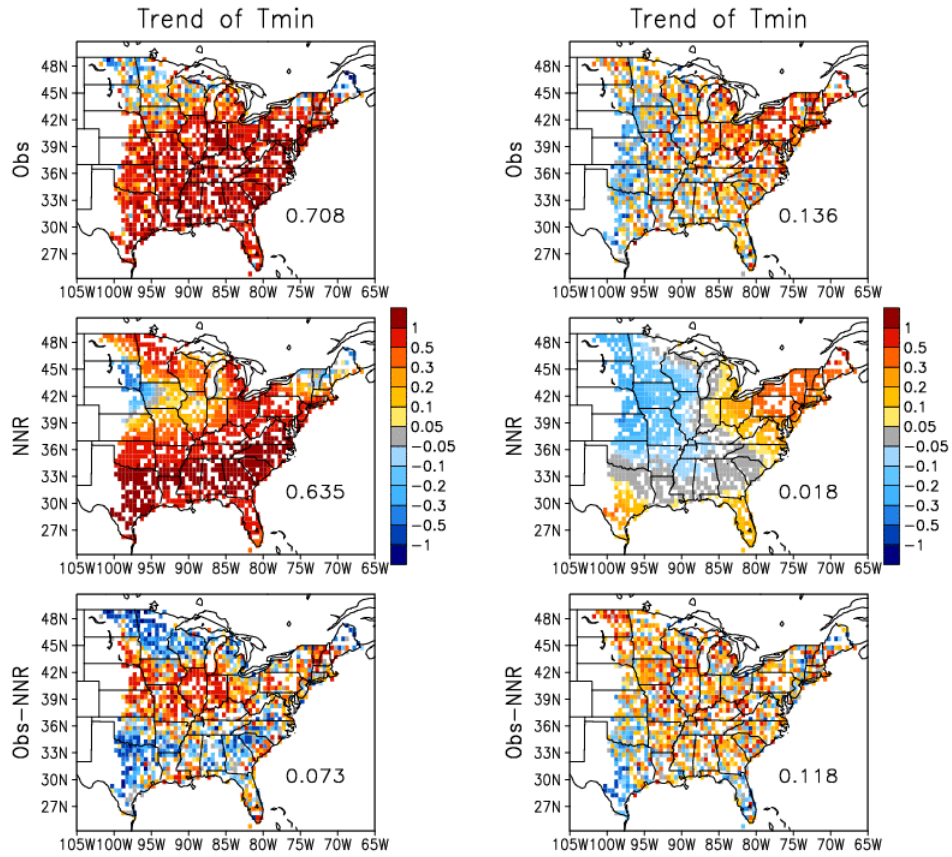 Trend of Tmin
Trend of Tmin
48N
45N
42N
39N
36N
33N
30N
27N
Obs
0.708
105W 100W 95W 90W 85W 80W 75W 70W 65W
48N
45N
42N
39N
36N
33N
30N
27N
Obs
0.136
105W 100W 95W 90W 85W 80W 75W 70W 65W
48N
45N
42N
39N
36N
33N
30N
27N
NNR
0.635
105W 100W 95W 90W 85W 80W 75W 70W 65W
1
0.5
0.3
0.2
0.1
0.05
−0.05
−0.1
−0.2
−0.3
−0.5
−1
48N
45N
42N
39N
36N
33N
30N
27N
NNR
0.018
105W 100W 95W 90W 85W 80W 75W 70W 65W
1
0.5
0.3
0.2
0.1
0.05
−0.05
−0.1
−0.2
−0.3
−0.5
−1
48N
45N
42N
39N
36N
33N
30N
27N
Obs−NNR
0.073
105W 100W 95W 90W 85W 80W 75W 70W 65W
48N
45N
42N
39N
36N
33N
30N
27N
Obs−NNR
0.118
105W 100W 95W 90W 85W 80W 75W 70W 65W